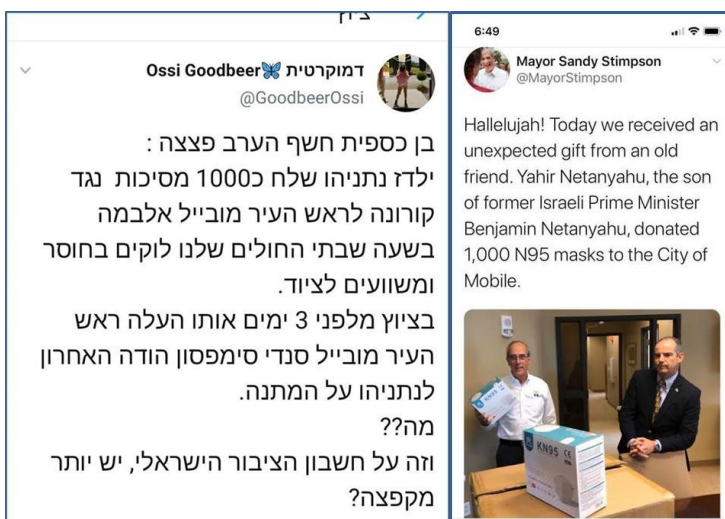 ציוץ
דמוקרטית 🦋Ossi Goodbeer
@GoodbeerOssi
בן כספית חשף הערב פצצה :
ילדז נתניהו שלח כ1000 מסיכות נגד
קורונה לראש העיר מובייל אלבמה
בשעה שבתי החולים שלנו לוקים בחוסר
ומשוועים לציוד.
בציוץ מלפני 3 ימים אותו העלה ראש
העיר מובייל סנדי סימפסון הודה האחרון
לנתניהו על המתנה.
מה??
וזה על חשבון הציבור הישראלי, יש יותר
מקפצה?
6:49
Mayor Sandy Stimpson
@MayorStimpson
Hallelujah! Today we received an
unexpected gift from an old
friend. Yahir Netanyahu, the son
of former Israeli Prime Minister
Benjamin Netanyahu, donated
1,000 N95 masks to the City of
Mobile.
KN95 CE